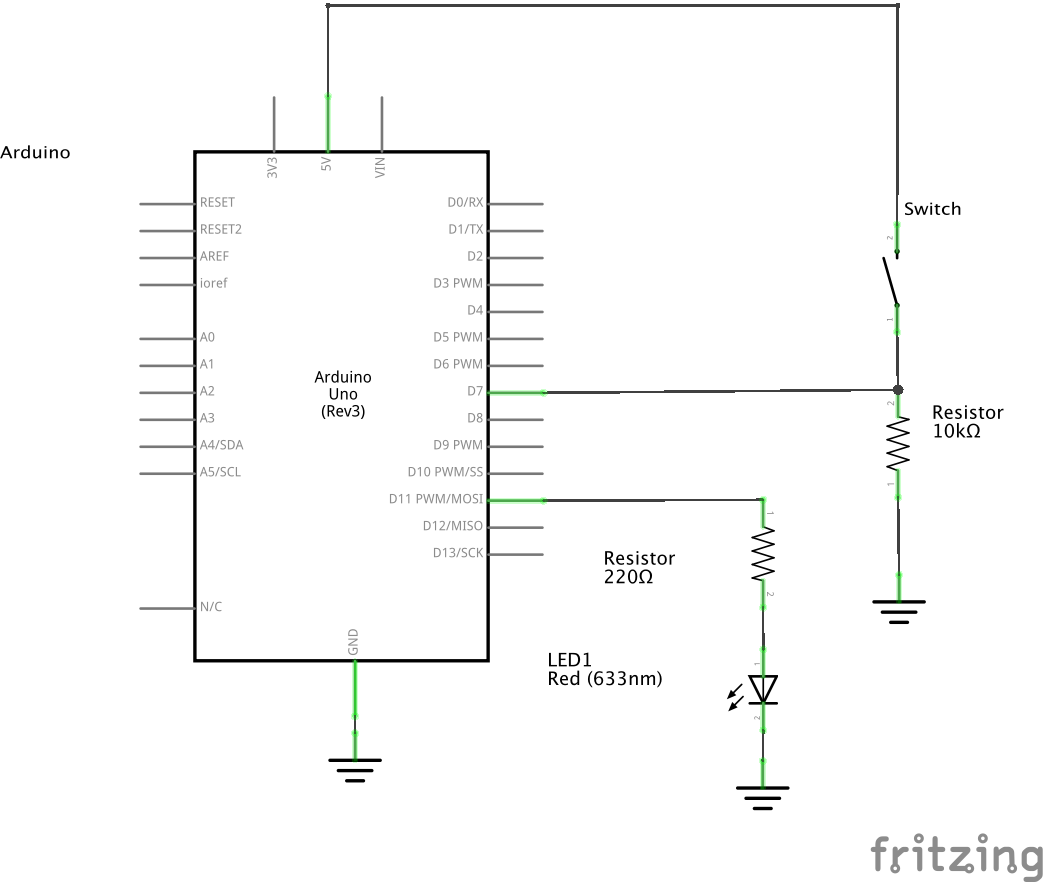 Arduino
3V3
5V
VIN
RESET
RESET2
AREF
ioref
A0
A1
A2
A3
A4/SDA
A5/SCL
N/C
D0/RX
D1/TX
D2
D3 PWM
D4
D5 PWM
D6 PWM
D7
D8
D9 PWM
D10 PWM/SS
D11 PWM/MOSI
D12/MISO
D13/SCK
Arduino
Uno
(Rev3)
GND
Switch
2
1
Resistor
10kΩ
2
1
Resistor
220Ω
1
2
LED1
Red (633nm)
1
2
fritzing